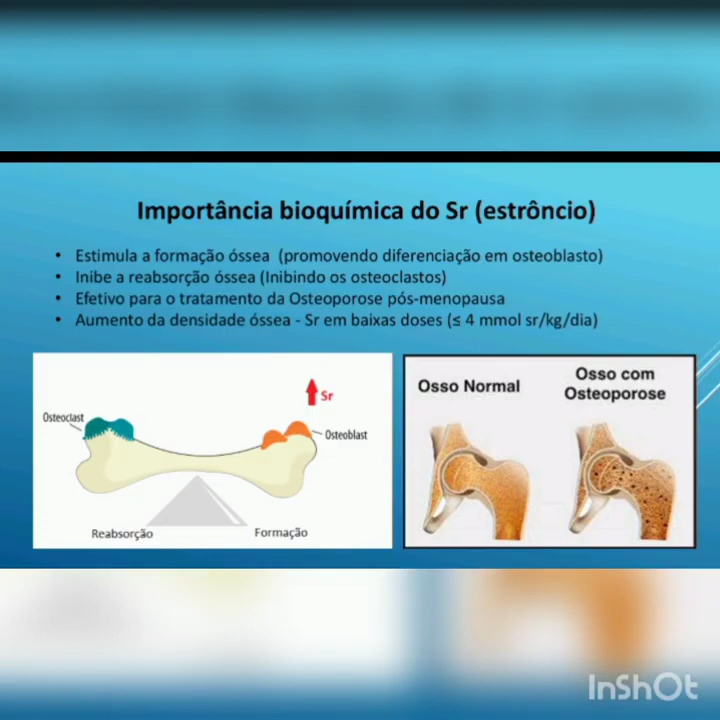 Importância bioquímica do Sr (estrôncio)
• Estimula a formação óssea (promovendo diferenciação em osteoblasto)
• Inibe a reabsorção óssea (Inibindo os osteoclastos)
• Efetivo para o tratamento da Osteoporose pós-menopausa
• Aumento da densidade óssea - Sr em baixas doses (≤ 4 mmol sr/kg/dia)
Sr
Osteoclast
Osteoblast
Reabsorção
Formação
Osso Normal
Osso com
Osteoporose
InShOt